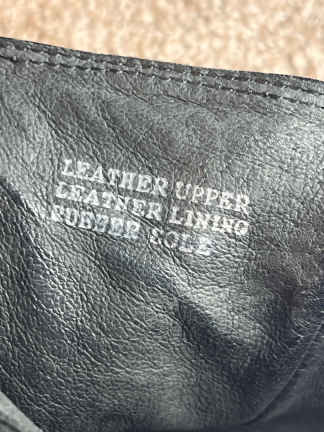 LEATHER UPPER
LEATHER LINING
RUBBER SOLE